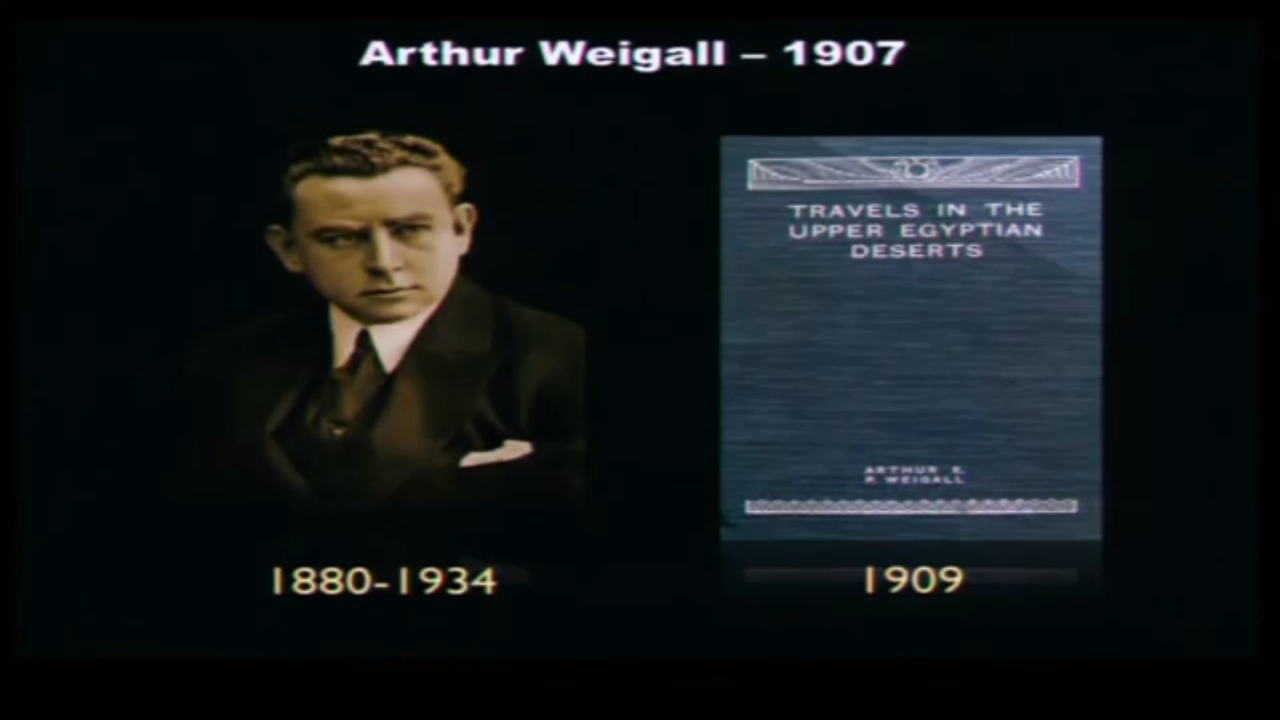 Arthur Weigall – 1907
TRAVELS IN THE
UPPER EGYPTIAN
DESERTS
ARTHUR E.
P. WEIGALL
1880-1934
1909